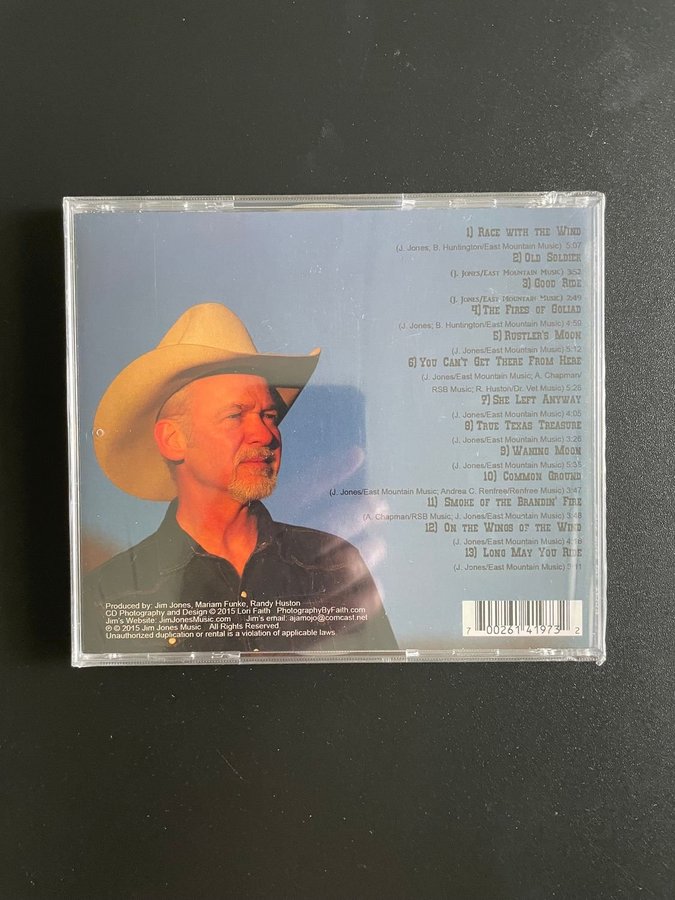 1) Race with the Wind
(J. Jones; B. Huntington/East Mountain Music) 5:07
2) Old Soldier
(J. Jones/East Mountain Music) 3:52
3) Good Ride
(J. Jones/East Mountain Music) 2:49
4) The Fires of Goliad
(J. Jones; B. Huntington/East Mountain Music) 4:59
5) Rustler's Moon
(J. Jones/East Mountain Music) 5:12
6) You Can't Get There From Here
(J. Jones/East Mountain Music; A. Chapman/
RSB Music; R. Huston/Dr. Vet Music) 5:25
7) She Left Anyway
(J. Jones/East Mountain Music) 4:05
8) True Texas Treasure
(J. Jones/East Mountain Music) 3:26
9) Waning Moon
(J. Jones/East Mountain Music) 5:35
10) Common Ground
(J. Jones/East Mountain Music; Andrea C. Renfree/Renfree Music) 3:47
11) Smoke of the Brandin' Fire
(A. Chapman/RSB Music; J. Jones/East Mountain Music) 3:48
12) On the Wings of the Wind
(J. Jones/East Mountain Music) 4:18
13) Long May You Ride
(J. Jones/East Mountain Music)
Produced by: Jim Jones, Mariam Funke, Randy Huston
CD Photography and Design © 2015 Lori Faith PhotographyByFaith.com
Jim's Website: JimJonesMusic.com Jim's email: ajamojo@comcast.net
℗ © 2015 Jim Jones Music All Rights Reserved
Unauthorized duplication or rental is a violation of applicable laws.
7 00261 41973 2